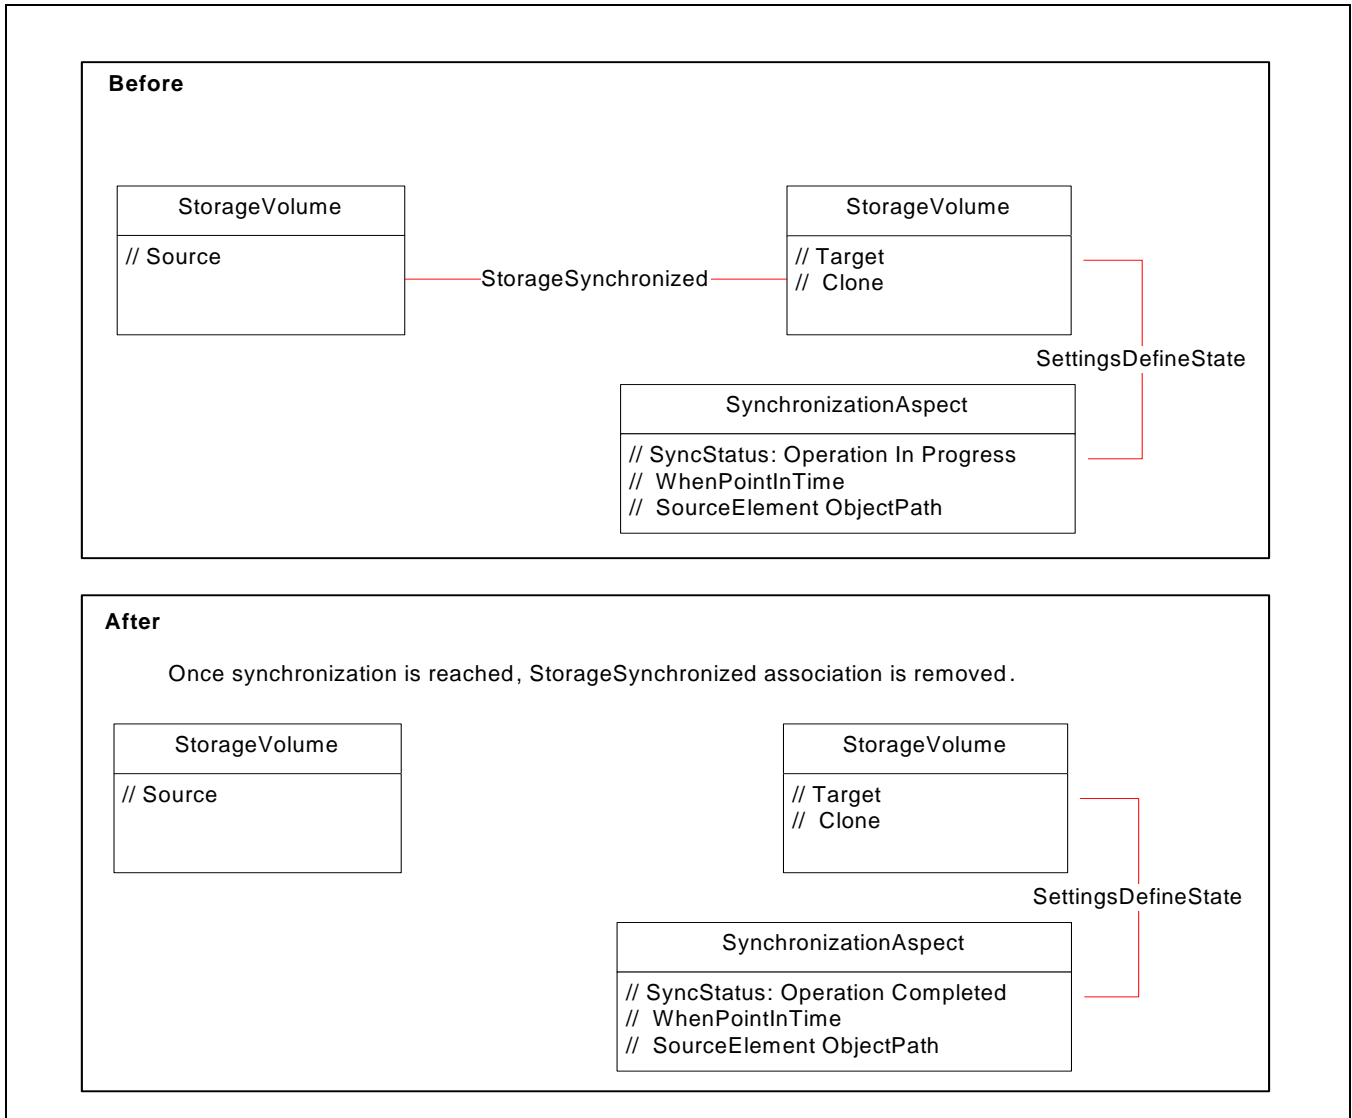 Before
StorageVolume
// Source
StorageSynchronized
StorageVolume
// Target
// Clone
SettingsDefineState
SynchronizationAspect
// SyncStatus: Operation In Progress
// WhenPointInTime
// SourceElement ObjectPath
After
Once synchronization is reached, StorageSynchronized association is removed.
StorageVolume
// Source
StorageVolume
// Target
// Clone
SettingsDefineState
SynchronizationAspect
// SyncStatus: Operation Completed
// WhenPointInTime
// SourceElement ObjectPath